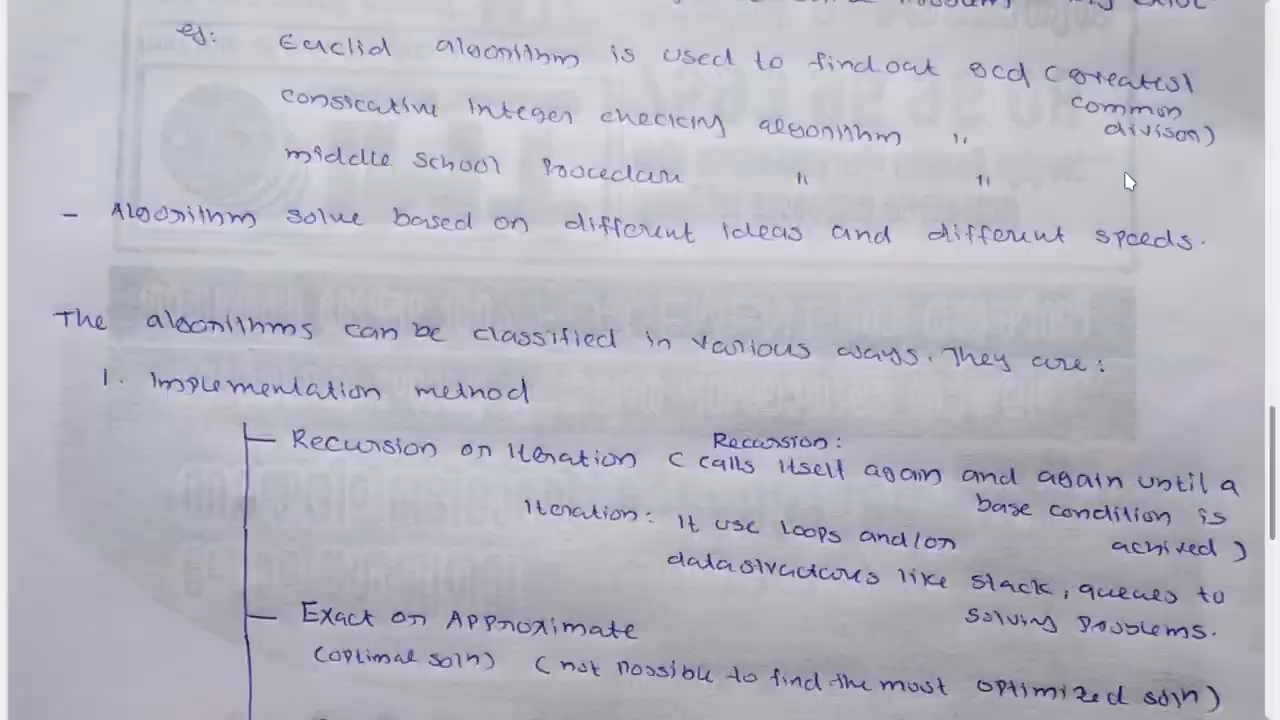 eg: Euclid algorithm is used to find out gcd (greatest
common
divison)
consicative integer checking algorithm "
middle school Procedure " "
- Algorithm solve based on different ideas and different speeds.
The algorithms can be classified in various ways. They are:
1. Implementation method
Recursion or Iteration ( Recursion:
calls itself again and again until a
base condition is
achived )
Iteration: It use loops and/or
datastructures like stack, queues to
solving problems.
Exact or Approximate
(optimal soln) (not possible to find the most optimized soln)